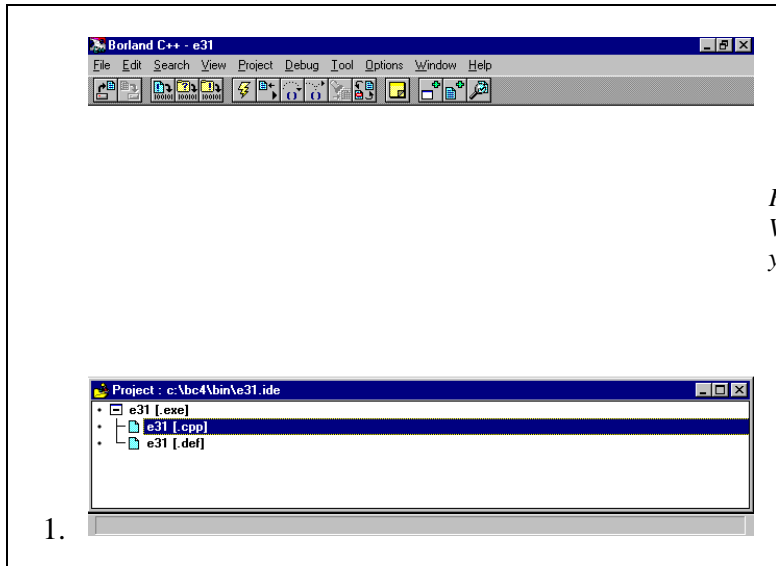 Borland C++ - e31
File Edit Search View Project Debug Tool Options Window Help
Project : c:\bc4\bin\e31.ide
e31 [.exe]
e31 [.cpp]
e31 [.def]
1.